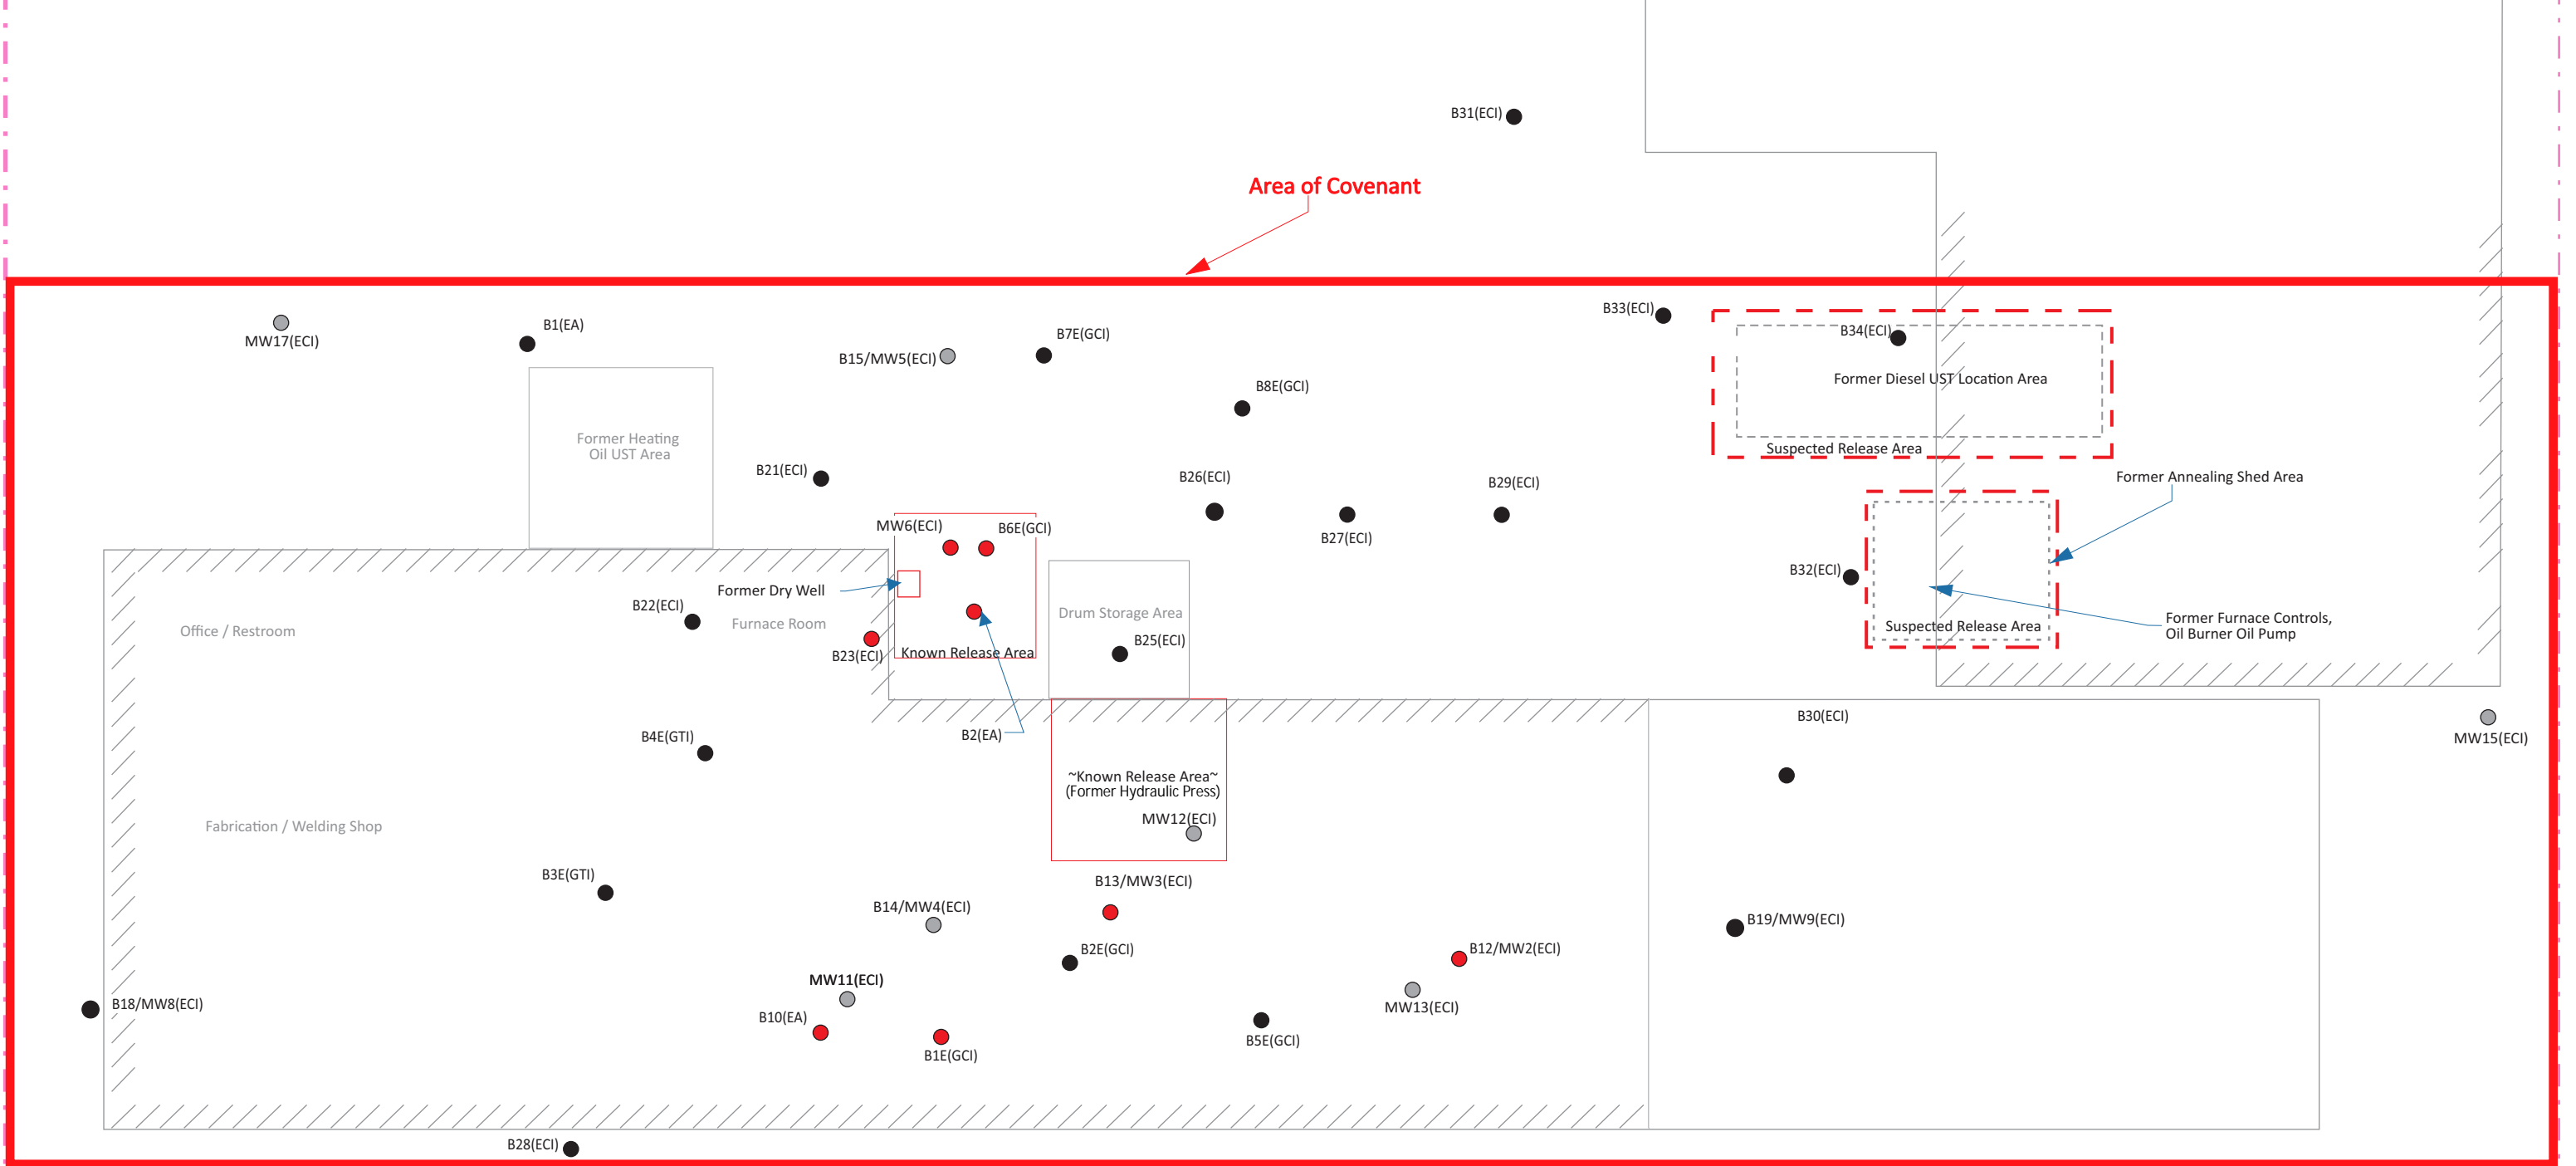 B31(ECI)
Area of Covenant
B33(ECI)
MW17(ECI)
B1(EA)
B15/MW5(ECI)
B7E(GCI)
B34(ECI)
Former Diesel UST Location Area
B8E(GCI)
Former Heating
Oil UST Area
Suspected Release Area
B21(ECI)
B26(ECI)
B29(ECI)
Former Annealing Shed Area
MW6(ECI)
B6E(GCI)
B27(ECI)
B32(ECI)
Former Dry Well
B22(ECI)
Drum Storage Area
Office / Restroom
Furnace Room
Former Furnace Controls,
Oil Burner Oil Pump
Suspected Release Area
B25(ECI)
B23(ECI)
Known Release Area
B30(ECI)
B4E(GTI)
B2(EA)
MW15(ECI)
~Known Release Area~
(Former Hydraulic Press)
MW12(ECI)
Fabrication / Welding Shop
B3E(GTI)
B13/MW3(ECI)
B14/MW4(ECI)
B19/MW9(ECI)
B2E(GCI)
B12/MW2(ECI)
MW11(ECI)
B18/MW8(ECI)
MW13(ECI)
B10(EA)
B5E(GCI)
B1E(GCI)
B28(ECI)